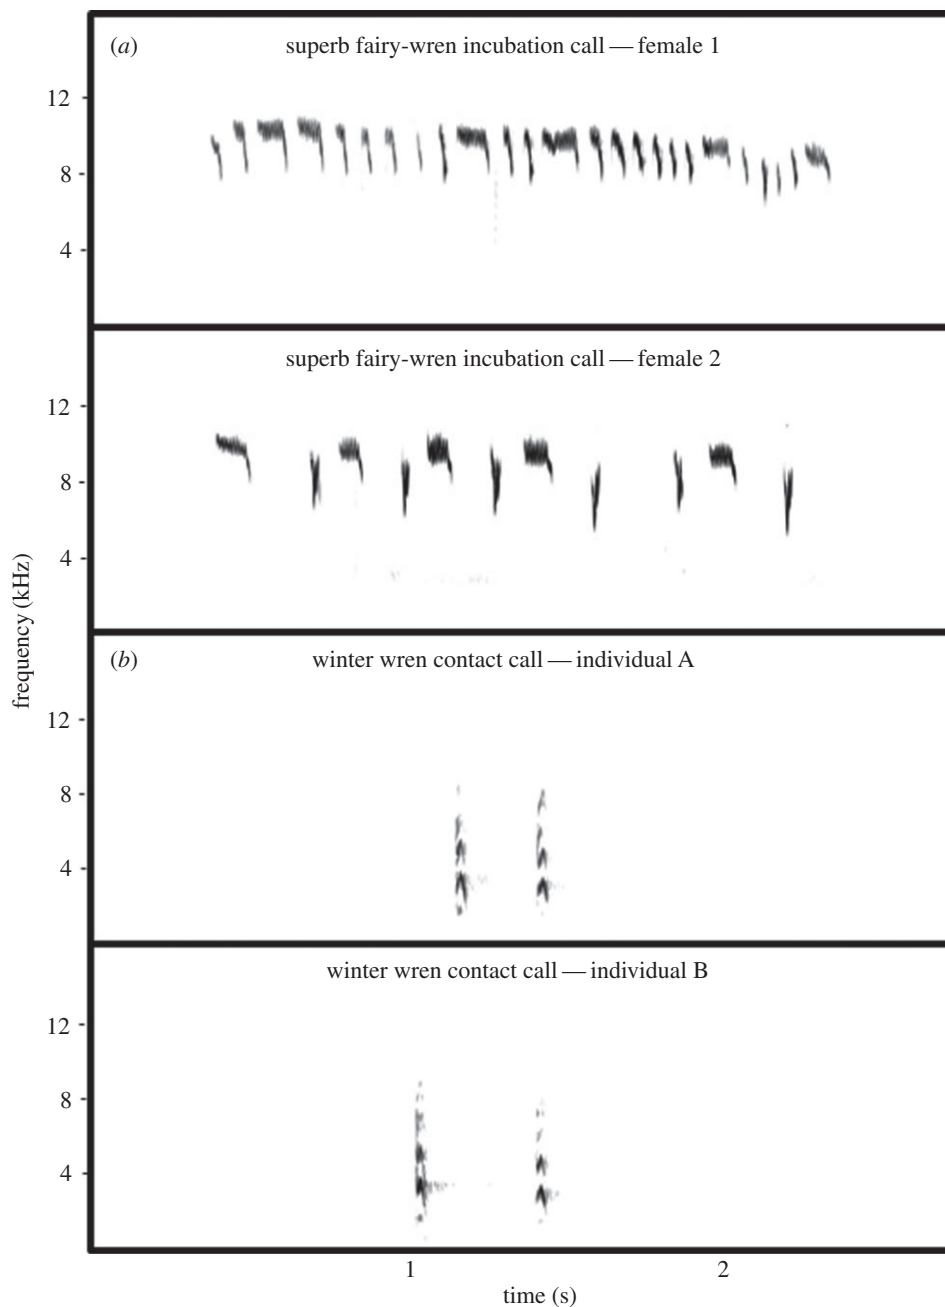 (a) superb fairy-wren incubation call — female 1
12
8
4
superb fairy-wren incubation call — female 2
12
8
4
frequency (kHz)
(b) winter wren contact call — individual A
12
8
4
winter wren contact call — individual B
12
8
4
1 2
time (s)